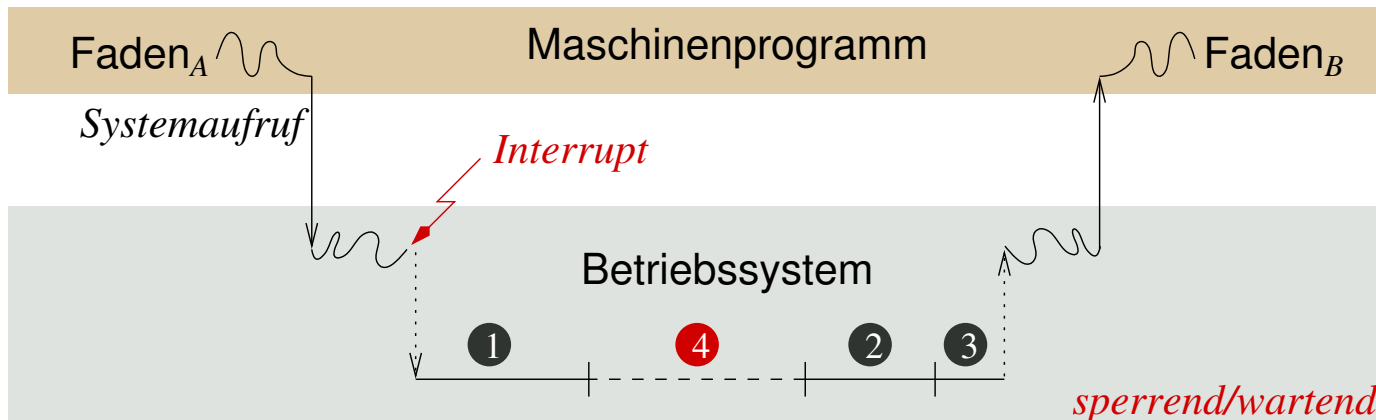 Faden_A
Maschinenprogramm
Faden_B
Systemaufruf
Interrupt
Betriebssystem
1 4 2 3
sperrend/wartend